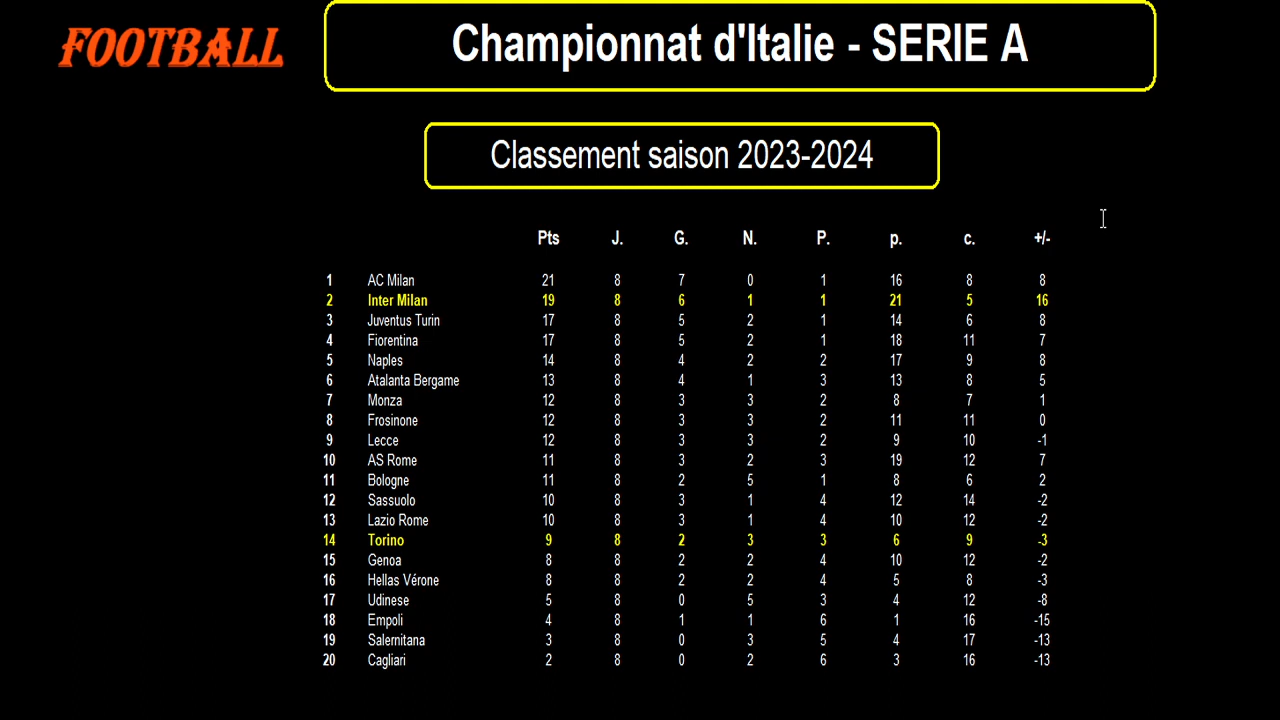 FOOTBALL
Championnat d'Italie - SERIE A
Classement saison 2023-2024
Pts J. G. N. P. p. c. +/-
1 AC Milan 21 8 7 0 1 16 8 8
2 Inter Milan 19 8 6 1 1 21 5 16
3 Juventus Turin 17 8 5 2 1 14 6 8
4 Fiorentina 17 8 5 2 1 18 11 7
5 Naples 14 8 4 2 2 17 9 8
6 Atalanta Bergame 13 8 4 1 3 13 8 5
7 Monza 12 8 3 3 2 8 7 1
8 Frosinone 12 8 3 3 2 11 11 0
9 Lecce 12 8 3 3 2 9 10 -1
10 AS Rome 11 8 3 2 3 19 12 7
11 Bologne 11 8 2 5 1 8 6 2
12 Sassuolo 10 8 3 1 4 12 14 -2
13 Lazio Rome 10 8 3 1 4 10 12 -2
14 Torino 9 8 2 3 3 6 9 -3
15 Genoa 8 8 2 2 4 10 12 -2
16 Hellas Vérone 8 8 2 2 4 5 8 -3
17 Udinese 5 8 0 5 3 4 12 -8
18 Empoli 4 8 1 1 6 1 16 -15
19 Salernitana 3 8 0 3 5 4 17 -13
20 Cagliari 2 8 0 2 6 3 16 -13